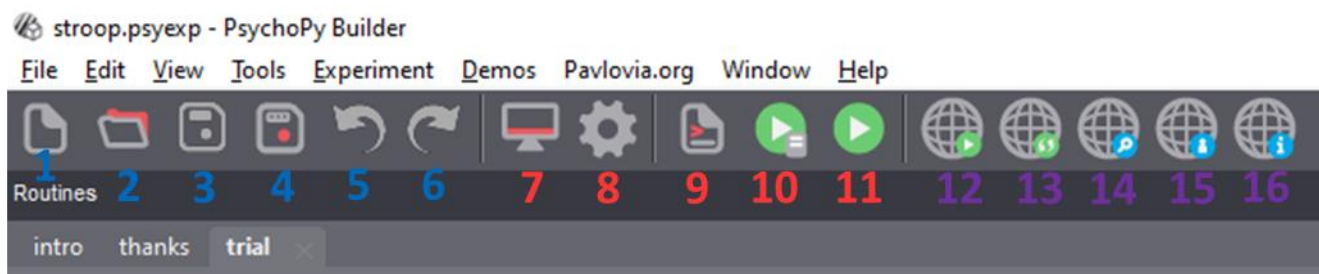 stroop.psyexp - PsychoPy Builder
File Edit View Tools Experiment Demos Pavlovia.org Window Help
1 2 3 4 5 6 7 8 9 10 11 12 13 14 15 16
Routines
intro thanks trial